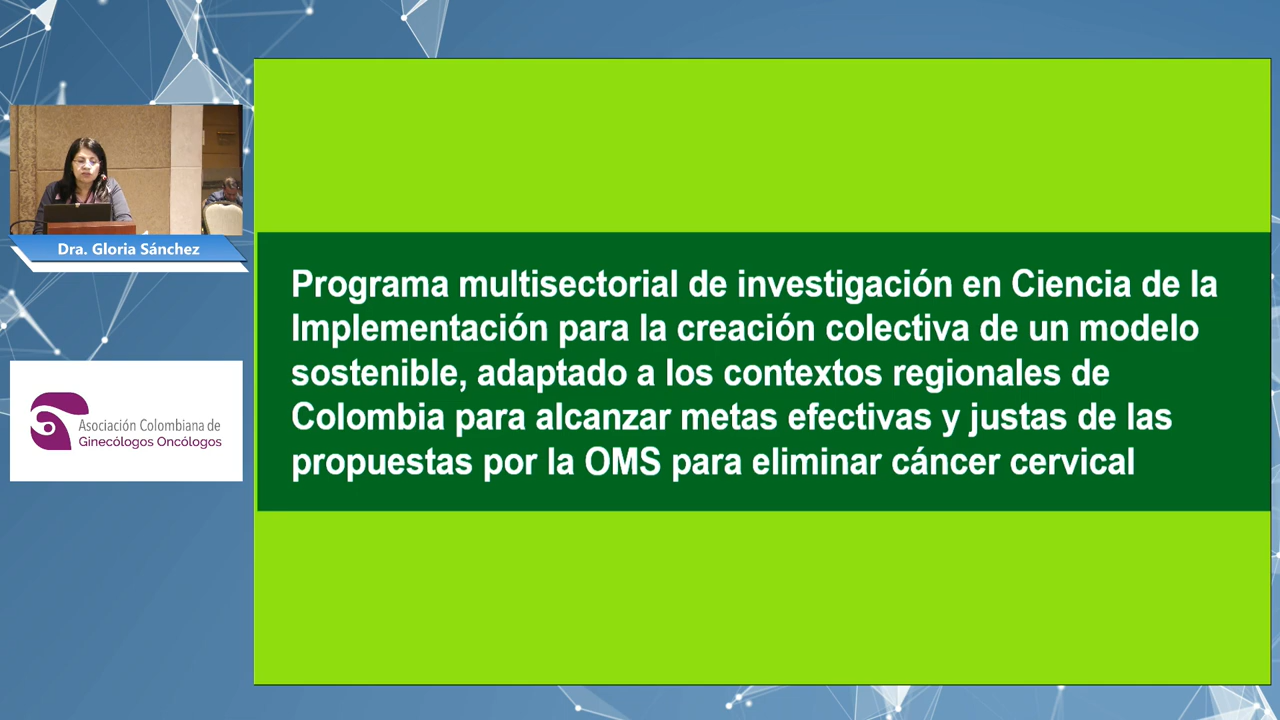 Dra. Gloria Sánchez
Asociación Colombiana de
Ginecólogos Oncólogos
Programa multisectorial de investigación en Ciencia de la
Implementación para la creación colectiva de un modelo
sostenible, adaptado a los contextos regionales de
Colombia para alcanzar metas efectivas y justas de las
propuestas por la OMS para eliminar cáncer cervical